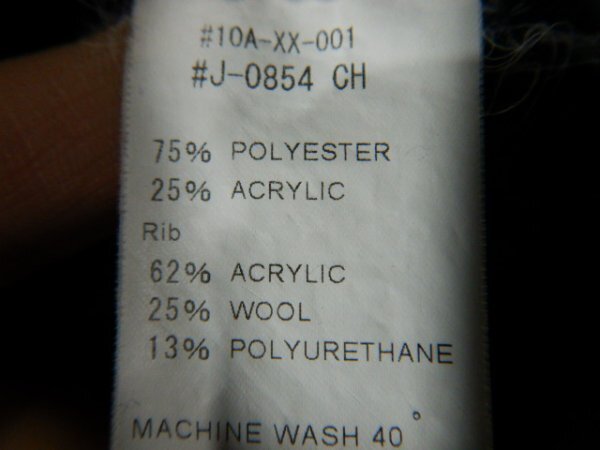 #10A-XX-001
#J-0854 CH
75% POLYESTER
25% ACRYLIC
Rib
62% ACRYLIC
25% WOOL
13% POLYURETHANE
MACHINE WASH 40°